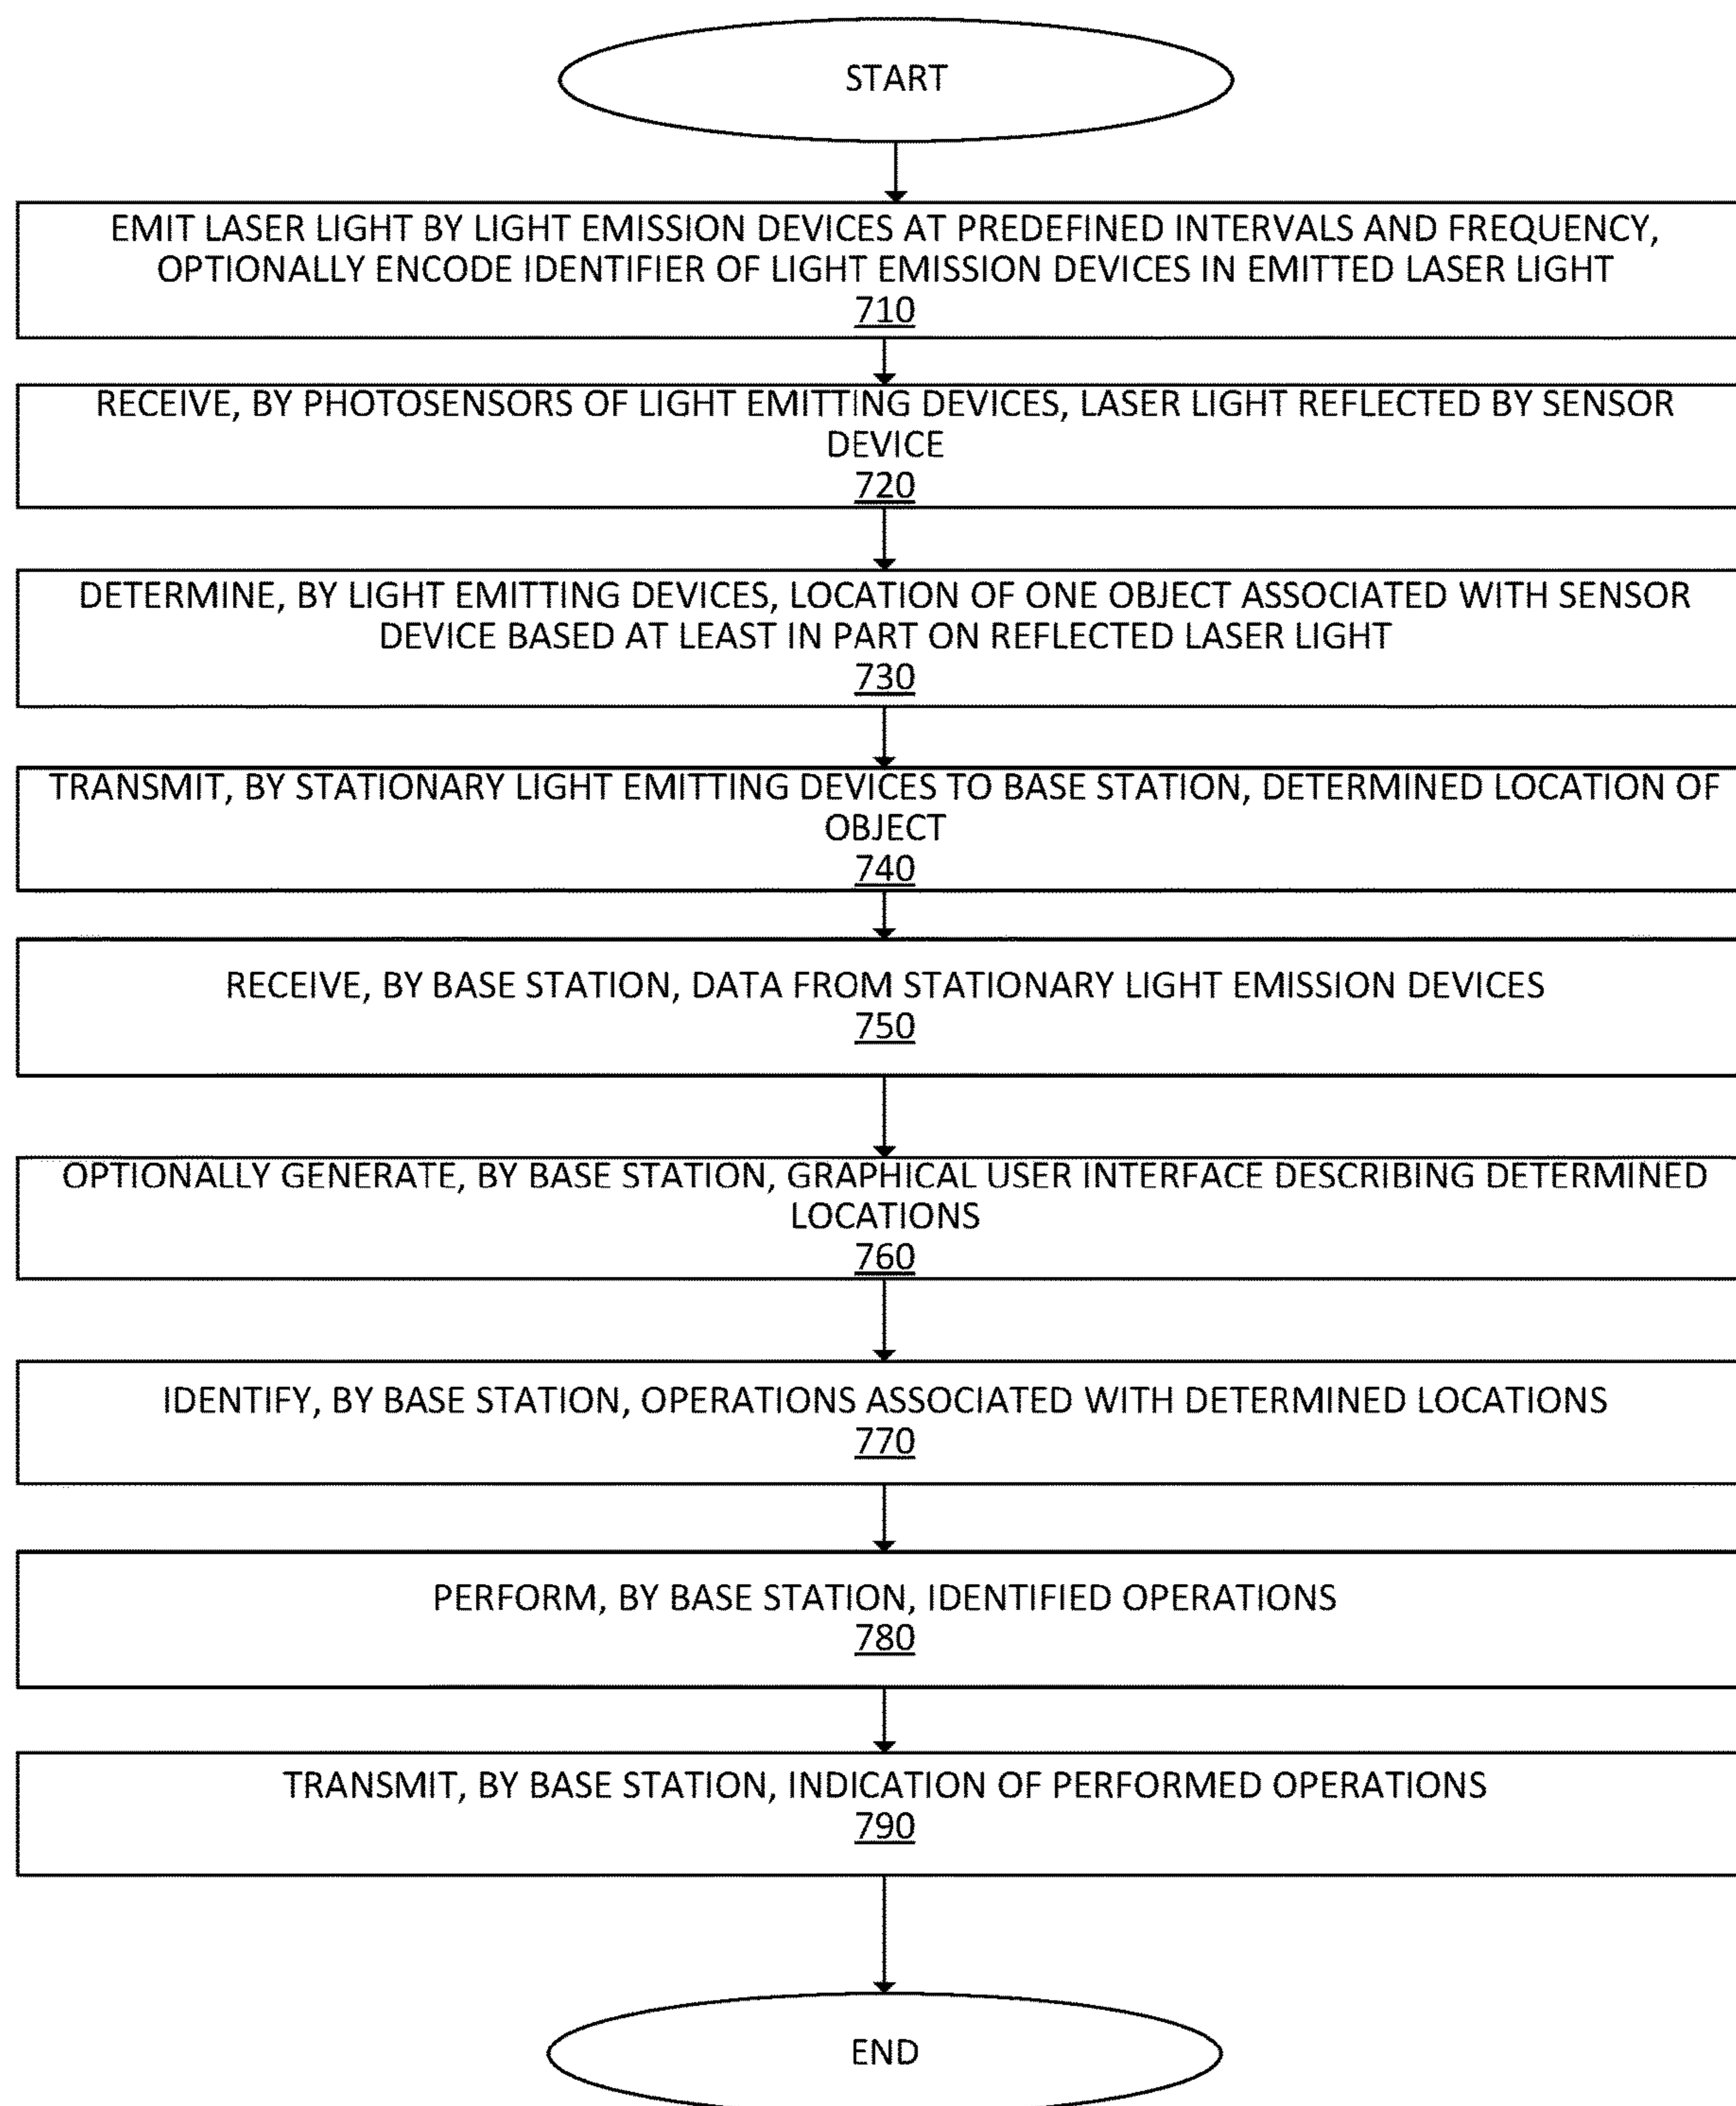 START
EMIT LASER LIGHT BY LIGHT EMISSION DEVICES AT PREDEFINED INTERVALS AND FREQUENCY,
OPTIONALLY ENCODE IDENTIFIER OF LIGHT EMISSION DEVICES IN EMITTED LASER LIGHT
710
RECEIVE, BY PHOTOSENSORS OF LIGHT EMITTING DEVICES, LASER LIGHT REFLECTED BY SENSOR
DEVICE
720
DETERMINE, BY LIGHT EMITTING DEVICES, LOCATION OF ONE OBJECT ASSOCIATED WITH SENSOR
DEVICE BASED AT LEAST IN PART ON REFLECTED LASER LIGHT
730
TRANSMIT, BY STATIONARY LIGHT EMITTING DEVICES TO BASE STATION, DETERMINED LOCATION OF
OBJECT
740
RECEIVE, BY BASE STATION, DATA FROM STATIONARY LIGHT EMISSION DEVICES
750
OPTIONALLY GENERATE, BY BASE STATION, GRAPHICAL USER INTERFACE DESCRIBING DETERMINED
LOCATIONS
760
IDENTIFY, BY BASE STATION, OPERATIONS ASSOCIATED WITH DETERMINED LOCATIONS
770
PERFORM, BY BASE STATION, IDENTIFIED OPERATIONS
780
TRANSMIT, BY BASE STATION, INDICATION OF PERFORMED OPERATIONS
790
END